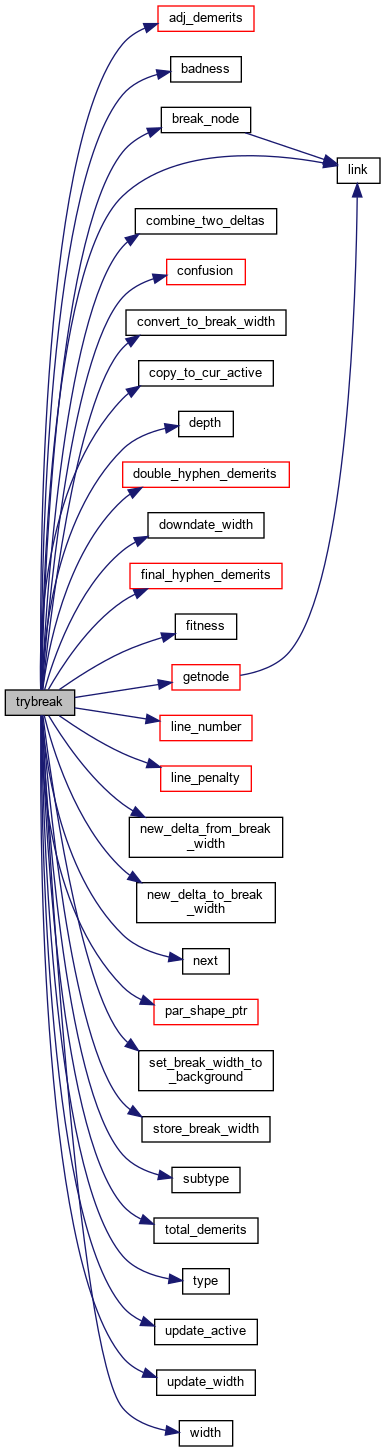 adj_demerits
badness
break_node
link
combine_two_deltas
confusion
convert_to_break_width
copy_to_cur_active
depth
double_hyphen_demerits
downdate_width
final_hyphen_demerits
fitness
getnode
trybreak
line_number
line_penalty
new_delta_from_break
_width
new_delta_to_break
_width
next
par_shape_ptr
set_break_width_to
_background
store_break_width
subtype
total_demerits
type
update_active
update_width
width